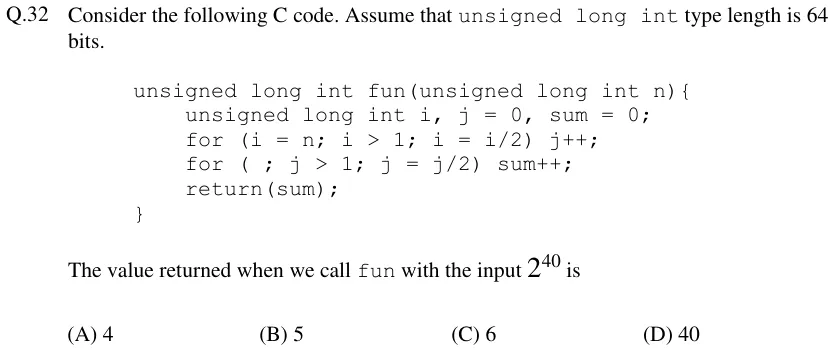 Q.32 Consider the following C code. Assume that unsigned long int type length is 64
bits.
unsigned long int fun(unsigned long int n){
unsigned long int i, j = 0, sum = 0;
for (i = n; i > 1; i = i/2) j++;
for ( ; j > 1; j = j/2) sum++;
return(sum);
}
The value returned when we call fun with the input 2^40 is
(A) 4 (B) 5 (C) 6 (D) 40